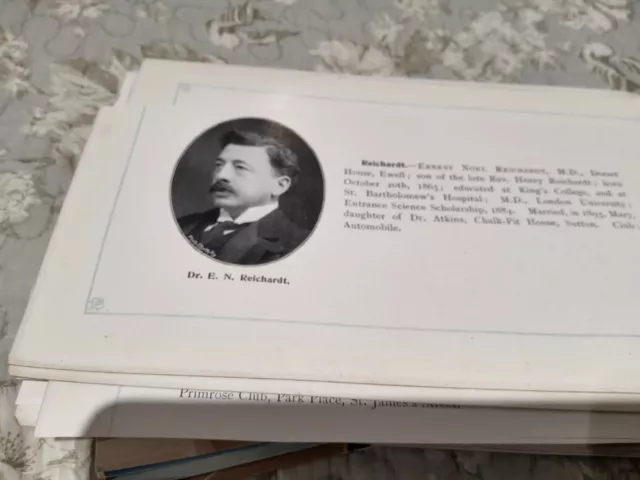 Reichardt.—ERNEST NOEL REICHARDT, M.D., Dorset
House, Ewell; son of the late Rev. Henry Reichardt; born
October 20th, 1865; educated at King's College, and at
St. Bartholomew's Hospital; M.D., London University;
Entrance Science Scholarship, 1884. Married, in 1895, Mary,
daughter of Dr. Atkins, Chalk-Pit House, Sutton. Club:
Automobile.
Dr. E. N. Reichardt.
Primrose Club, Park Place, St. James's